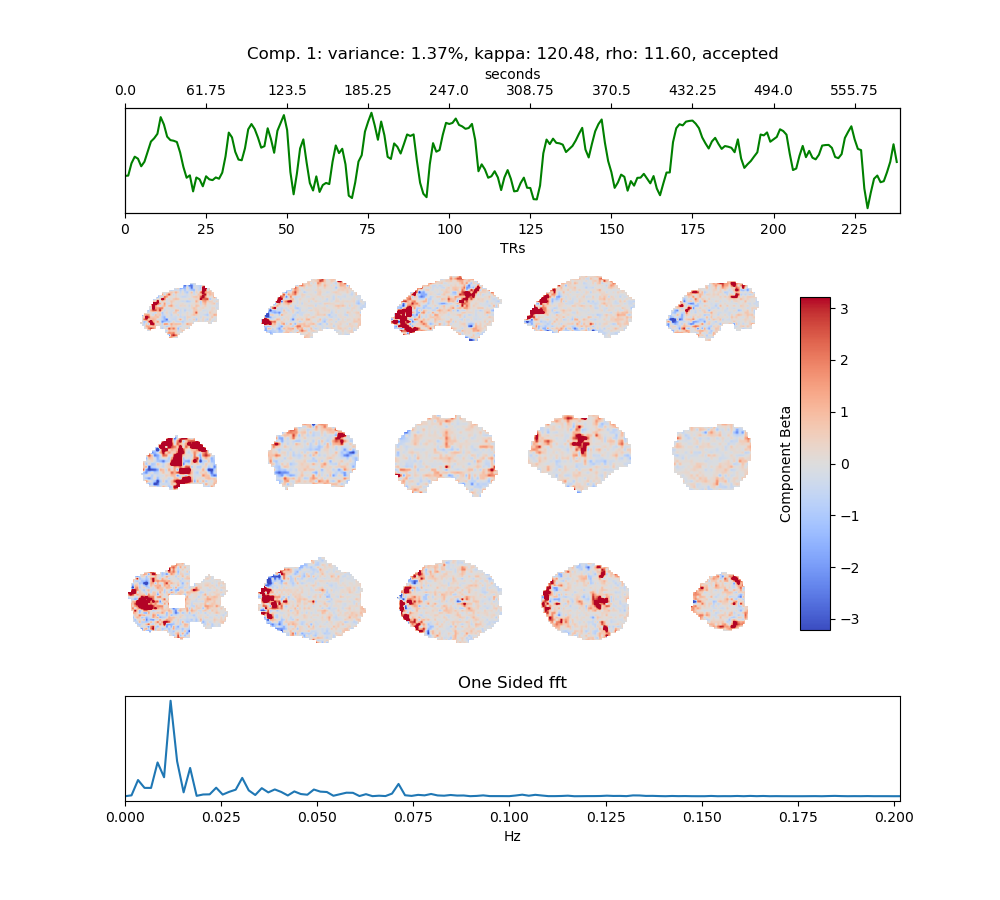 Comp. 1: variance: 1.37%, kappa: 120.48, rho: 11.60, accepted
seconds
0.0 61.75 123.5 185.25 247.0 308.75 370.5 432.25 494.0 555.75
0 25 50 75 100 125 150 175 200 225
TRs
3
2
1
0
−1
−2
−3
Component Beta
One Sided fft
0.000 0.025 0.050 0.075 0.100 0.125 0.150 0.175 0.200
Hz